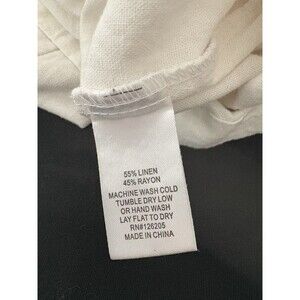 55% LINEN
45% RAYON
MACHINE WASH COLD
TUMBLE DRY LOW
OR HAND WASH
LAY FLAT TO DRY
RN#126205
MADE IN CHINA